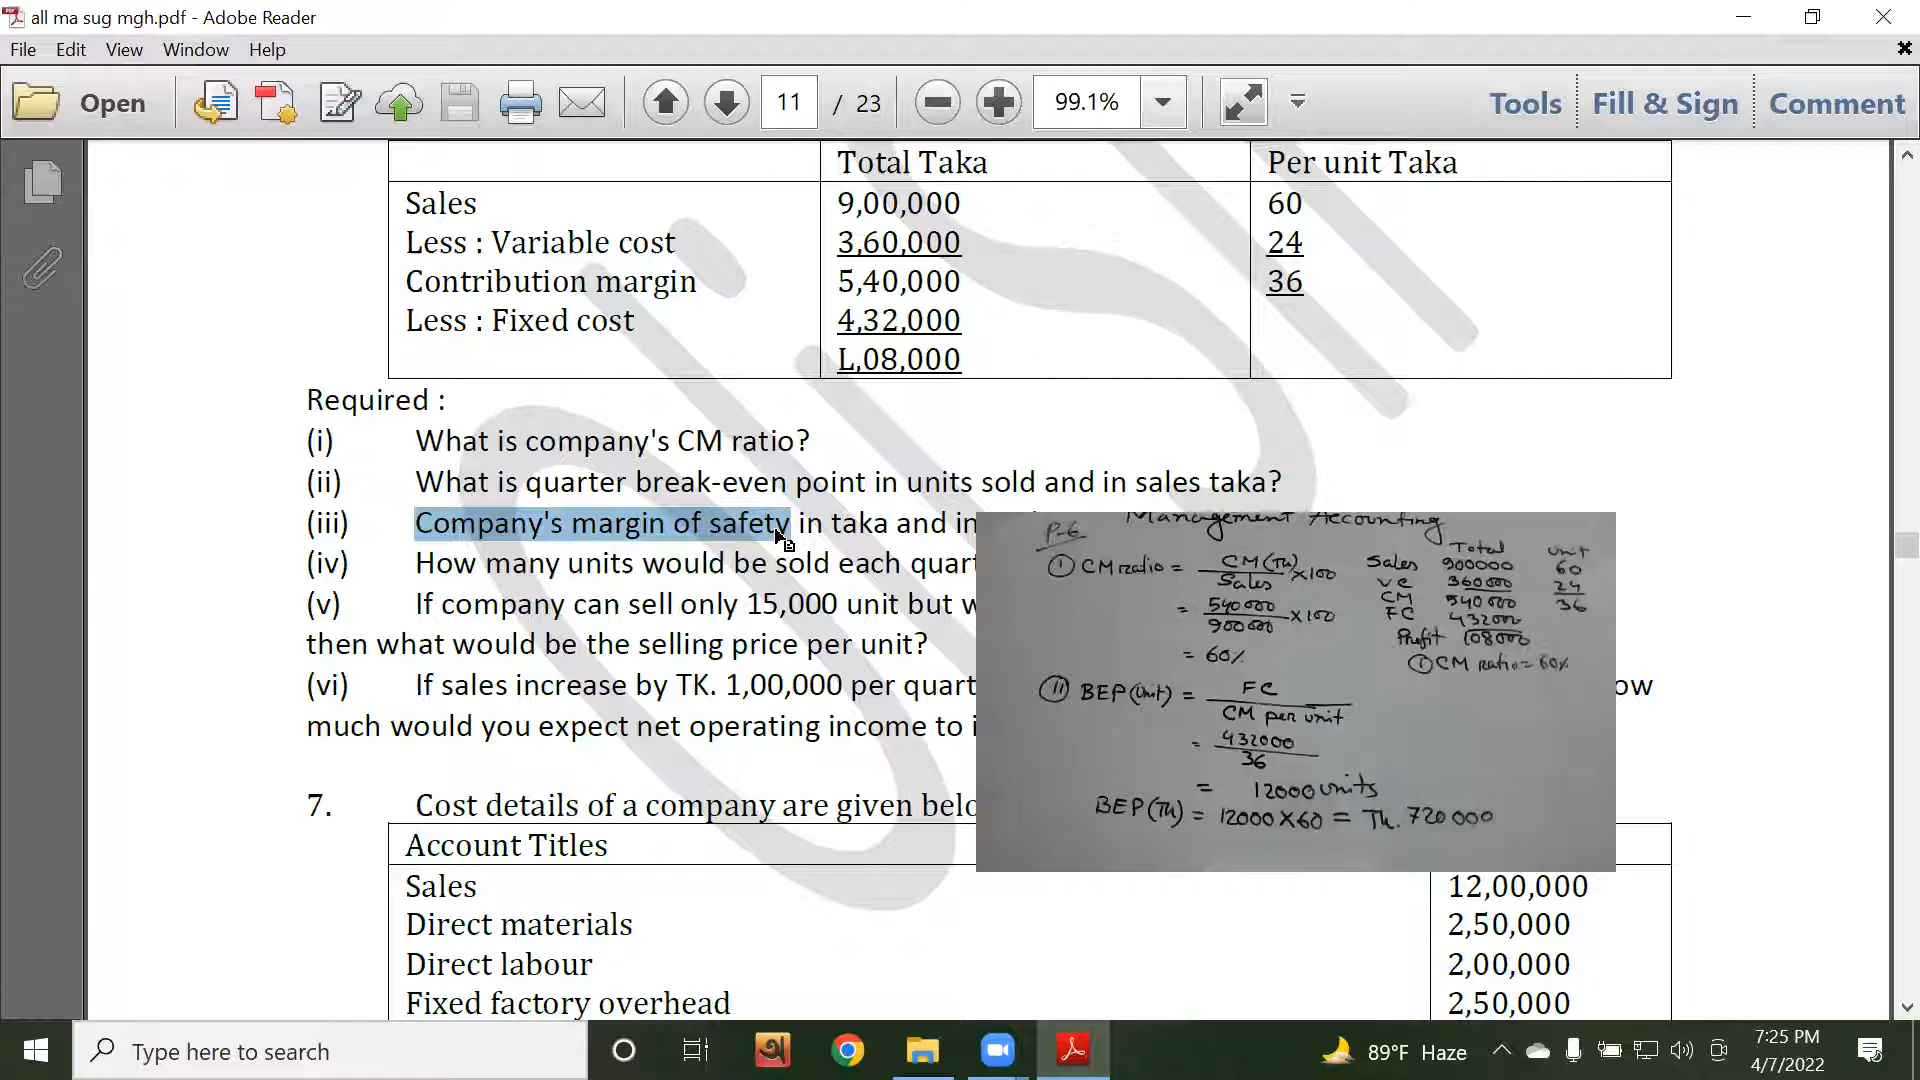 all ma sug mgh.pdf - Adobe Reader
File Edit View Window Help
Open 11 / 23 99.1% Tools Fill & Sign Comment
Total Taka Per unit Taka
Sales 9,00,000 60
Less : Variable cost 3,60,000 24
Contribution margin 5,40,000 36
Less : Fixed cost 4,32,000
L,08,000
Required :
(i) What is company's CM ratio?
(ii) What is quarter break-even point in units sold and in sales taka?
(iii) Company's margin of safety in taka and in
(iv) How many units would be sold each quart
(v) If company can sell only 15,000 unit but w
then what would be the selling price per unit?
(vi) If sales increase by TK. 1,00,000 per quart ow
much would you expect net operating income to i
7. Cost details of a company are given belo
Account Titles
Sales 12,00,000
Direct materials 2,50,000
Direct labour 2,00,000
Fixed factory overhead 2,50,000
Management Accounting
P-6
① CM ratio = CM (Tk) / Sales × 100
= 540000 / 900000 × 100
= 60%
Total unit
Sales 900000 60
VC 360000 24
CM 540000 36
FC 432000
Profit 108000
① CM ratio = 60%
② BEP (unit) = FC / CM per unit
= 432000 / 36
= 12000 units
BEP (Tk) = 12000 × 60 = Tk. 720000
Type here to search
89°F Haze
7:25 PM
4/7/2022